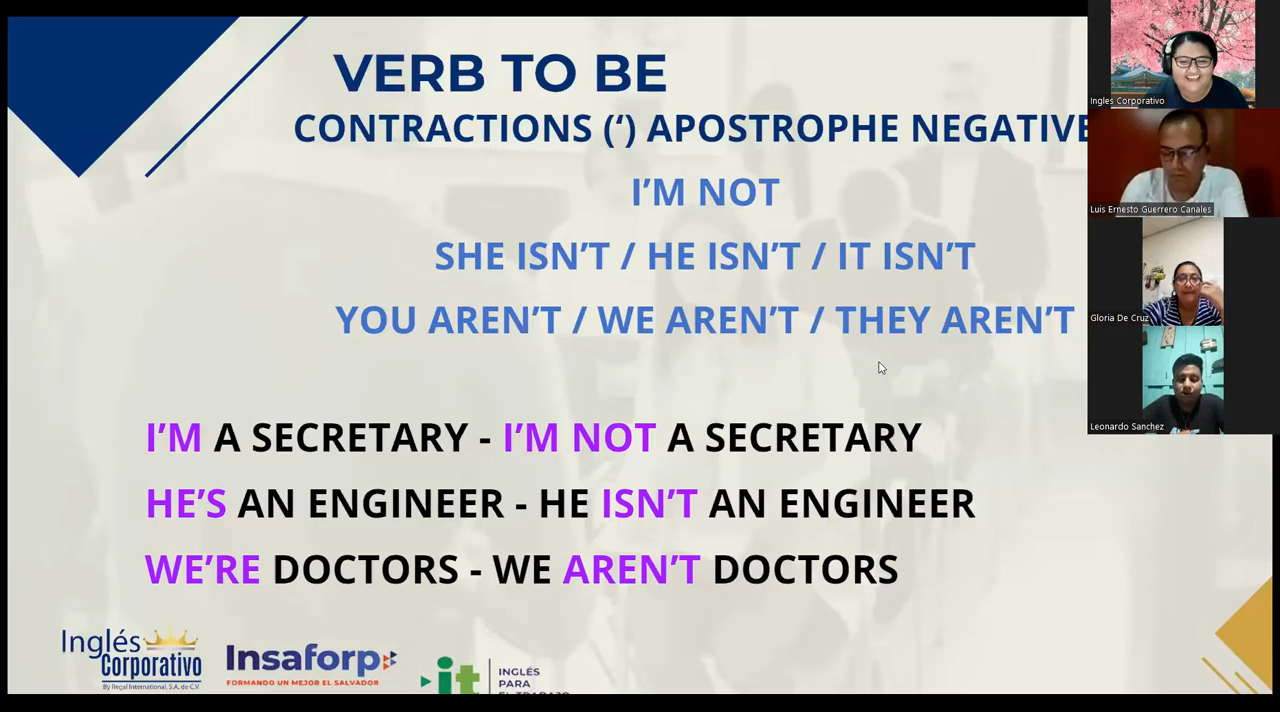 VERB TO BE
CONTRACTIONS (‘) APOSTROPHE NEGATIVE
I’M NOT
SHE ISN’T / HE ISN’T / IT ISN’T
YOU AREN’T / WE AREN’T / THEY AREN’T
I’M A SECRETARY - I’M NOT A SECRETARY
HE’S AN ENGINEER - HE ISN’T AN ENGINEER
WE’RE DOCTORS - WE AREN’T DOCTORS
Inglés
Corporativo
By Regal International, S.A. de C.V.
Insaforp
FORMANDO UN MEJOR EL SALVADOR
it
INGLÉS
PARA
EL TRABAJO
Ingles Corporativo
Luis Ernesto Guerrero Canales
Gloria De Cruz
Leonardo Sanchez